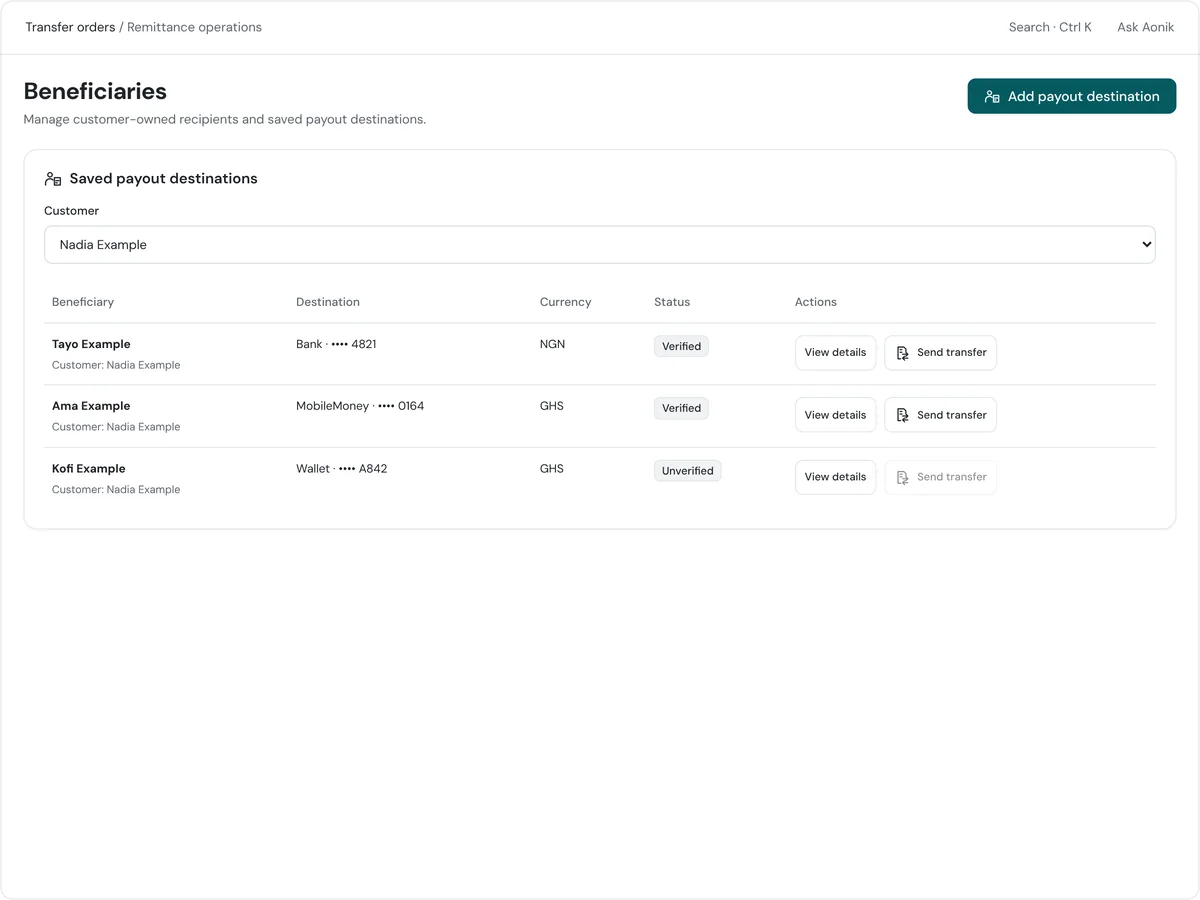 Transfer orders / Remittance operations
Search · Ctrl K
Ask Aonik
Beneficiaries
Manage customer-owned recipients and saved payout destinations.
Add payout destination
Saved payout destinations
Customer
Nadia Example
Beneficiary Destination Currency Status Actions
Tayo Example Bank · •••• 4821 NGN Verified View details Send transfer
Customer: Nadia Example
Ama Example MobileMoney · •••• 0164 GHS Verified View details Send transfer
Customer: Nadia Example
Kofi Example Wallet · •••• A842 GHS Unverified View details Send transfer
Customer: Nadia Example